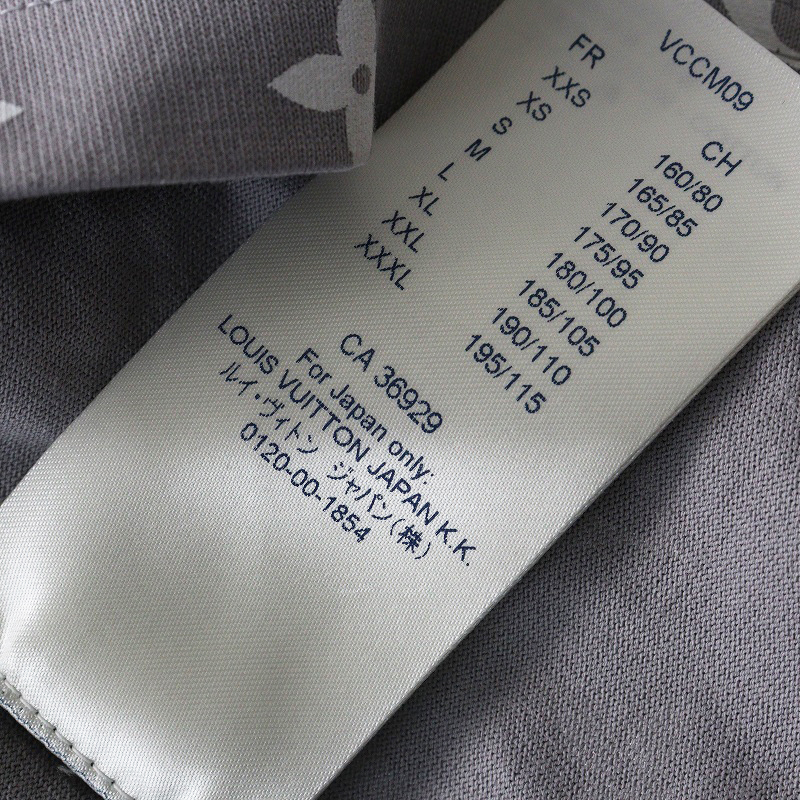 VCCM09
FR CH
XXS 160/80
XS 165/85
S 170/90
M 175/95
L 180/100
XL 185/105
XXL 190/110
XXXL 195/115
CA 36929
For Japan only:
LOUIS VUITTON JAPAN K.K.
ルイ・ヴィトン ジャパン(株)
0120-00-1854